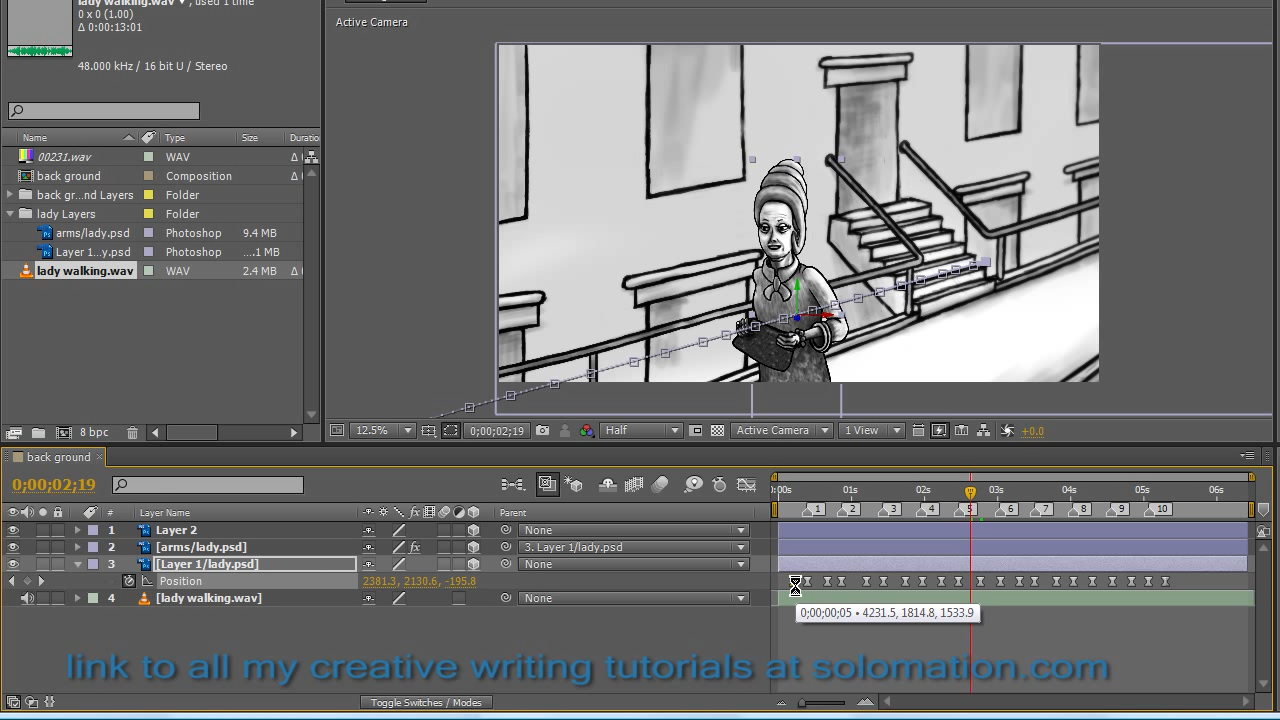 lady walking.wav ▼, used 1 time
0 x 0 (1.00)
Δ 0:00:13:01
48.000 kHz / 16 bit U / Stereo
Active Camera
Name Type Size Duratio
00231.wav WAV Δ
back ground Composition Δ
back gr...nd Layers Folder
lady Layers Folder
arms/lady.psd Photoshop 9.4 MB
Layer 1...y.psd Photoshop ....1 MB
lady walking.wav WAV 2.4 MB Δ
8 bpc
12.5% 0;00;02;19 Half Active Camera 1 View +0.0
back ground
0;00;02;19
0:00s 01s 02s 03s 04s 05s 06s
# Layer Name fx Parent
1 2 3 4 5 6 7 8 9 10
1 Layer 2 None
2 [arms/lady.psd] fx 3. Layer 1/lady.psd
3 [Layer 1/lady.psd] None
Position 2381.3, 2130.6, -195.8
4 [lady walking.wav] None
0;00;00;05 • 4231.5, 1814.8, 1533.9
link to all my creative writing tutorials at solomation.com
Toggle Switches / Modes